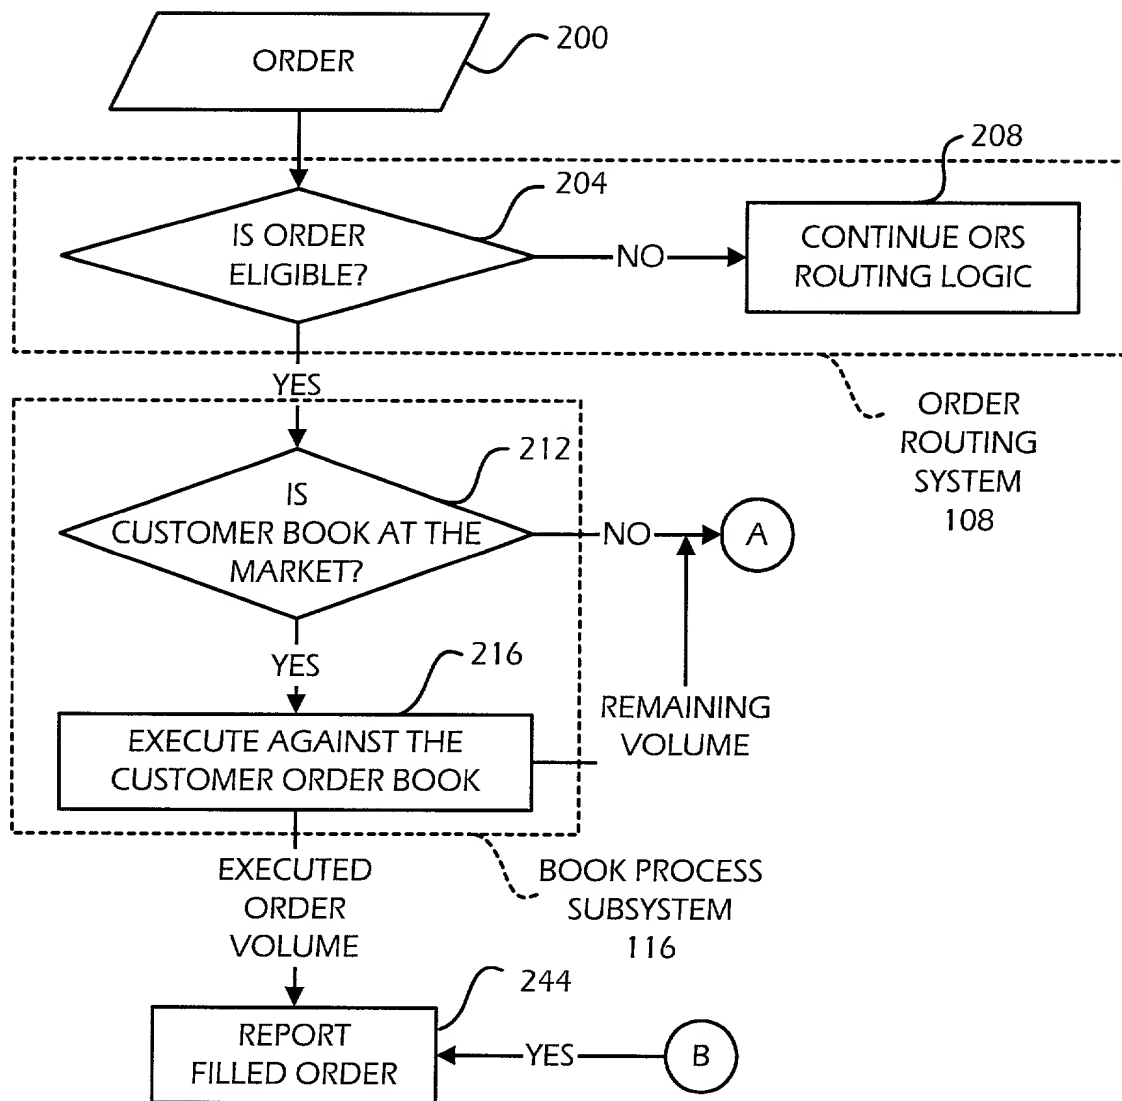 ORDER
200
208
204
IS ORDER
ELIGIBLE?
NO
CONTINUE ORS
ROUTING LOGIC
YES
ORDER
ROUTING
SYSTEM
108
212
IS
CUSTOMER BOOK AT THE
MARKET?
NO
A
YES
216
REMAINING
VOLUME
EXECUTE AGAINST THE
CUSTOMER ORDER BOOK
EXECUTED
ORDER
VOLUME
BOOK PROCESS
SUBSYSTEM
116
244
REPORT
FILLED ORDER
YES
B